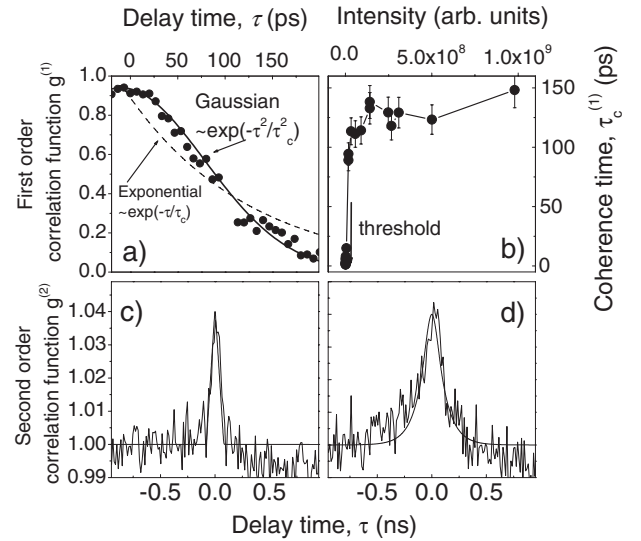 Delay time, τ (ps)
Intensity (arb. units)
0 50 100 150
0.0 5.0x10⁸ 1.0x10⁹
First order
correlation function g⁽¹⁾
1.0
0.8
0.6
0.4
0.2
0.0
Gaussian
~exp(-τ²/τ²c)
Exponential
~exp(-τ/τc)
a)
threshold
b)
150
100
50
0
Coherence time, τc⁽¹⁾ (ps)
Second order
correlation function g⁽²⁾
1.04
1.03
1.02
1.01
1.00
0.99
c)
d)
-0.5 0.0 0.5
-0.5 0.0 0.5
Delay time, τ (ns)